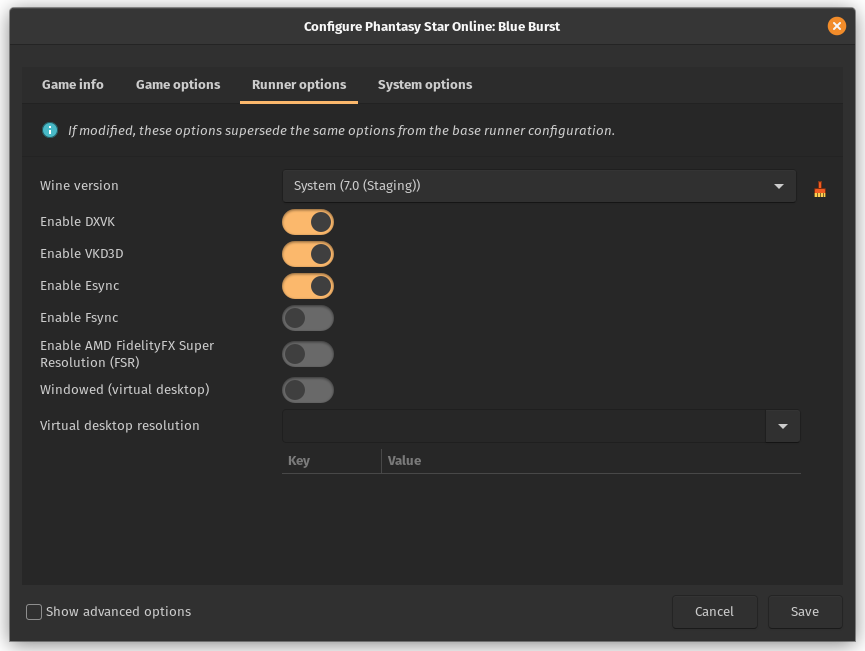 Configure Phantasy Star Online: Blue Burst
Game info
Game options
Runner options
System options
If modified, these options supersede the same options from the base runner configuration.
Wine version
System (7.0 (Staging))
Enable DXVK
Enable VKD3D
Enable Esync
Enable Fsync
Enable AMD FidelityFX Super
Resolution (FSR)
Windowed (virtual desktop)
Virtual desktop resolution
Key
Value
Show advanced options
Cancel
Save